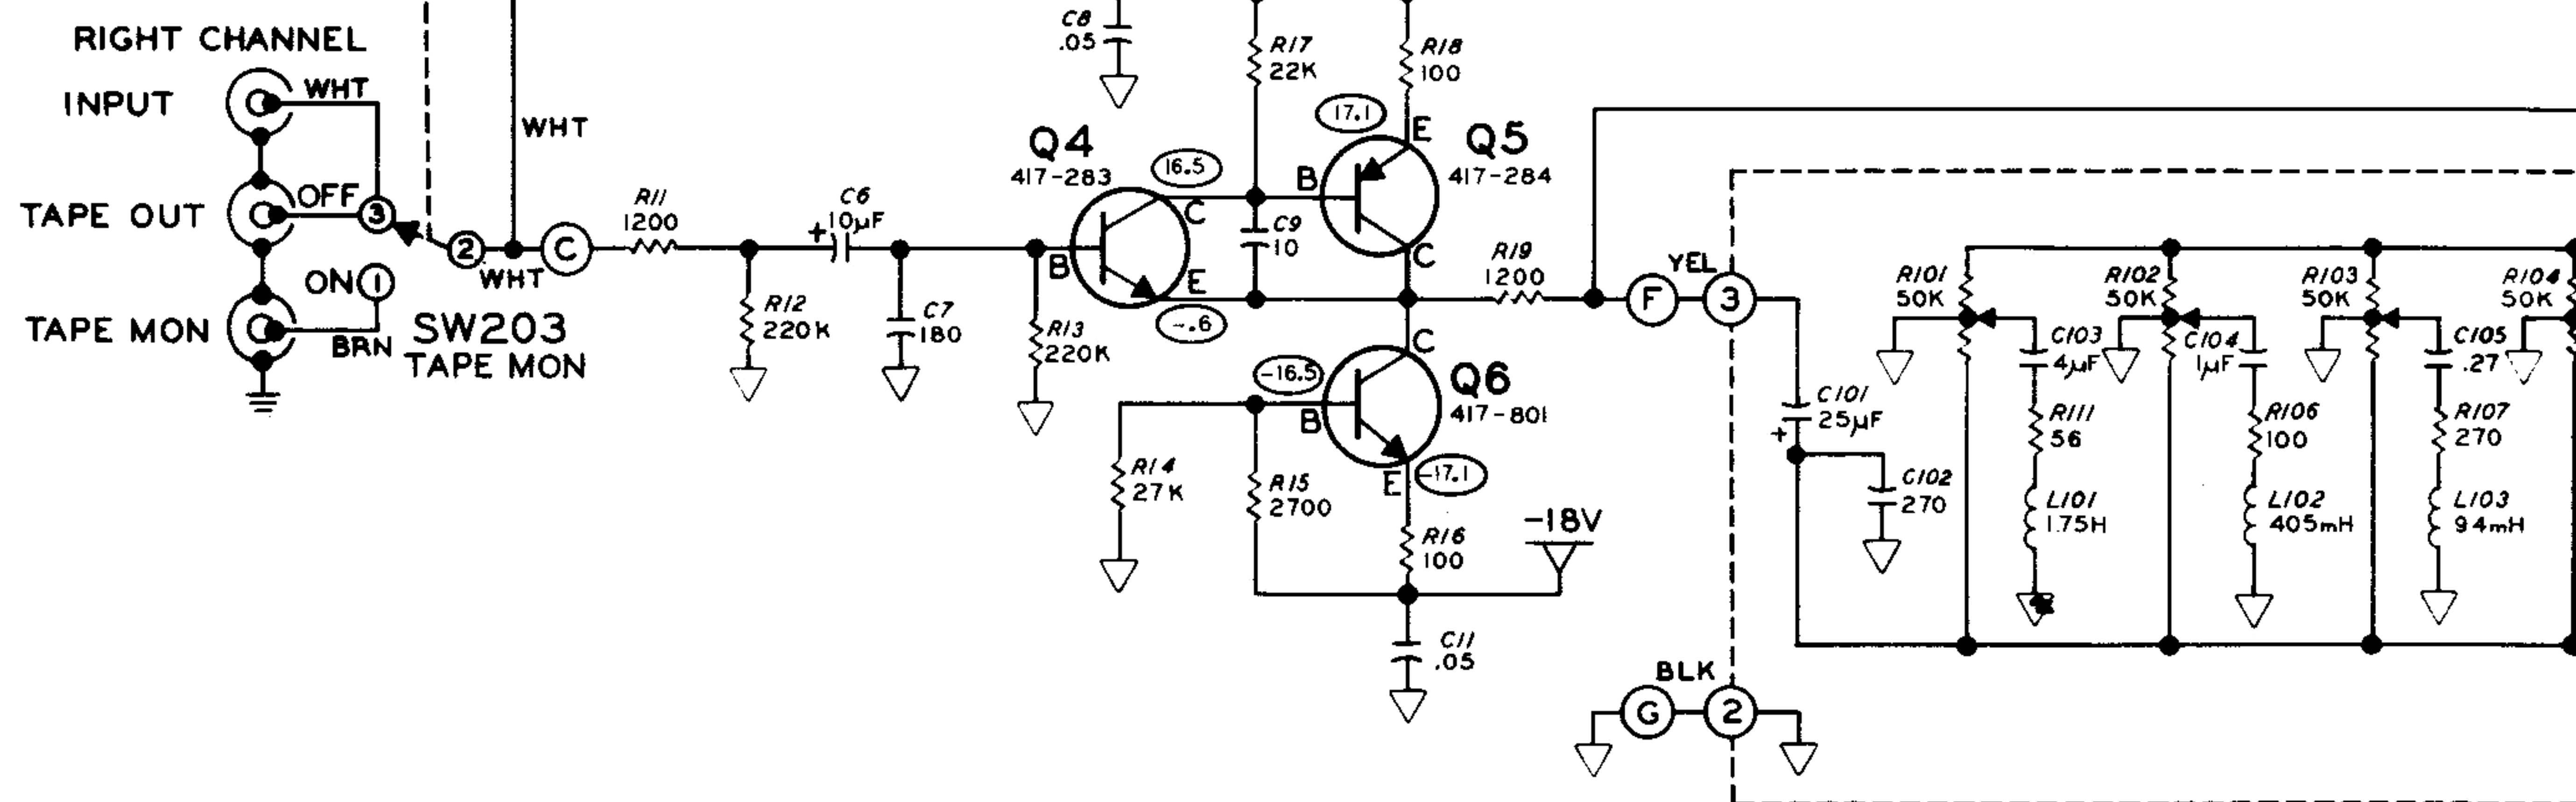 RIGHT CHANNEL
INPUT
WHT
TAPE OUT
OFF
3
TAPE MON
ON
1
BRN
SW203
TAPE MON
2
WHT
WHT
C
R11
1200
R12
220K
C6
+
10µF
C7
180
R13
220K
C8
.05
Q4
417-283
B
C
E
16.5
-.6
R17
22K
C9
10
R18
100
17.1
Q5
417-284
B
E
C
R19
1200
-16.5
Q6
417-801
B
C
E
-17.1
R14
27K
R15
2700
R16
100
-18V
C11
.05
F
YEL
3
BLK
G
2
C101
25µF
+
C102
270
R101
50K
C103
4µF
R111
56
L101
1.75H
R102
50K
C104
1µF
R106
100
L102
405mH
R103
50K
C105
.27
R107
270
L103
94mH
R104
50K